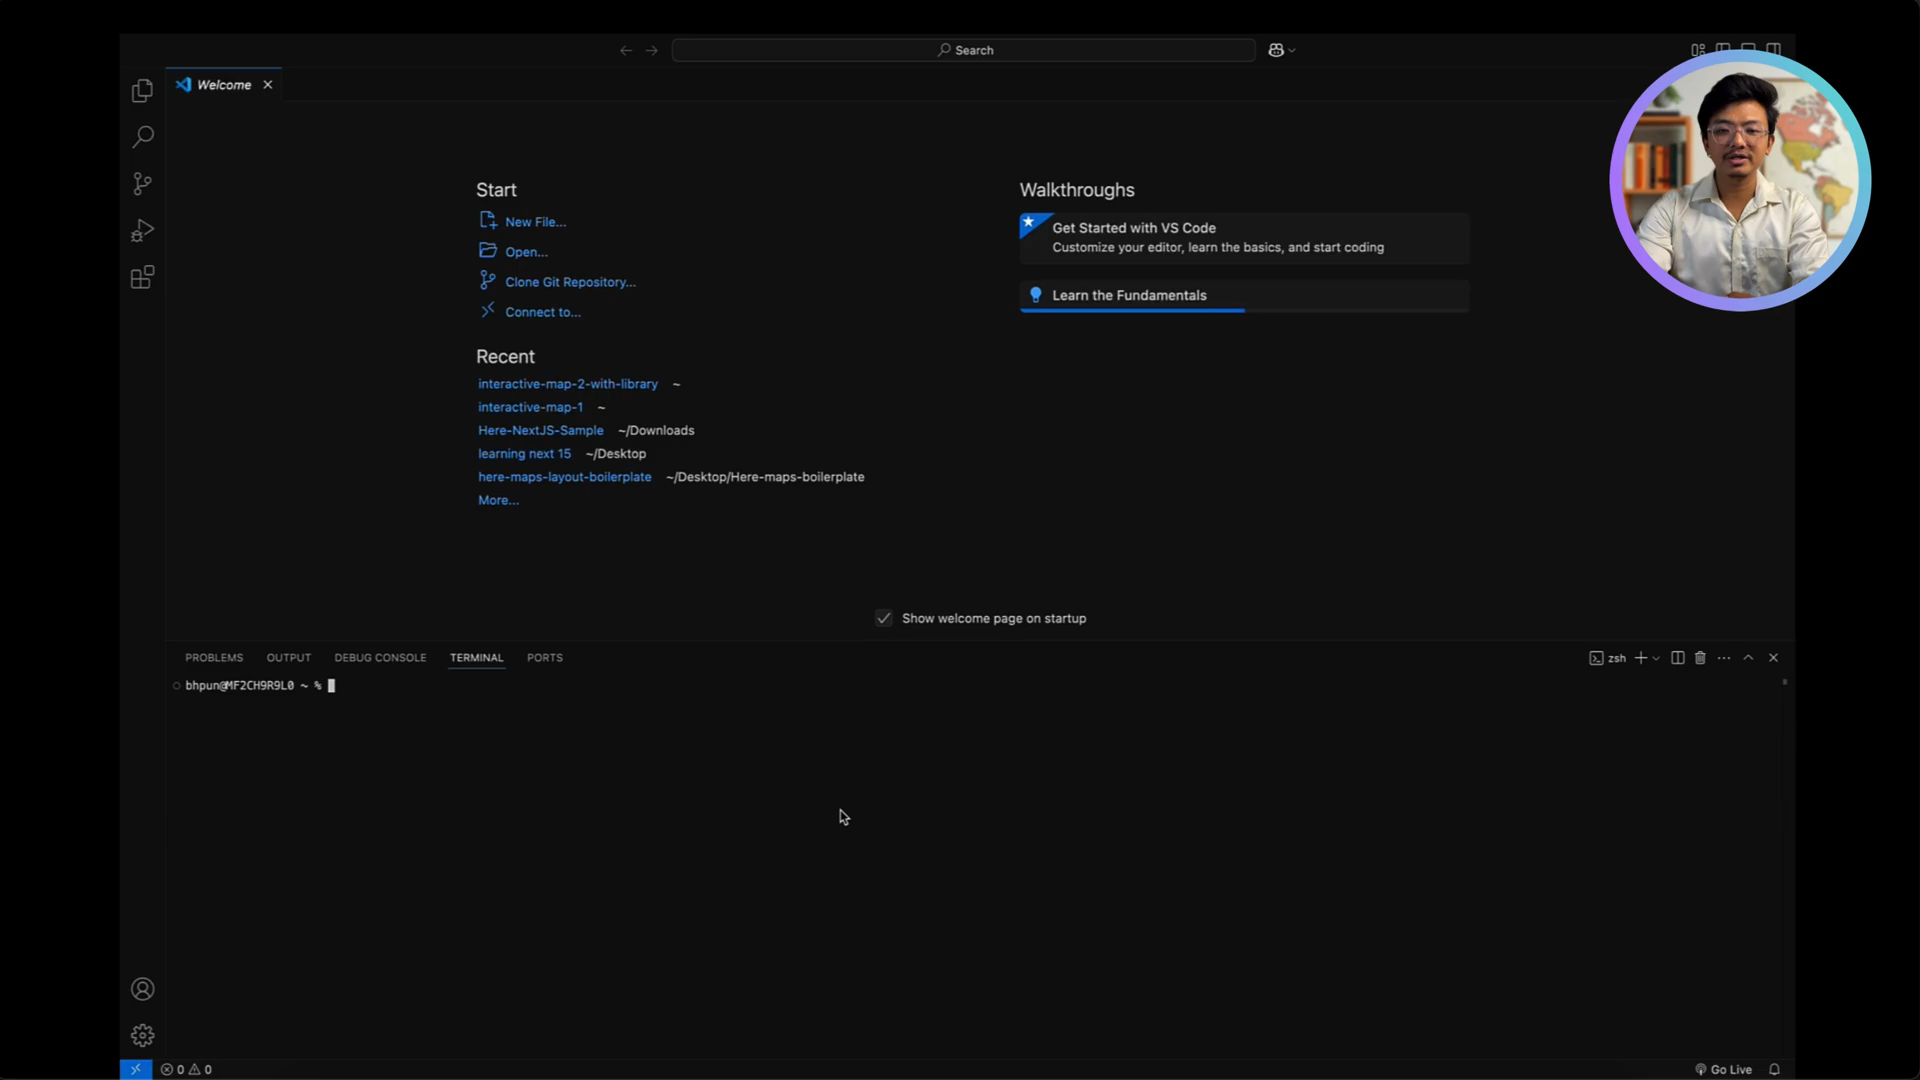 Search
Welcome
Start
New File...
Open...
Clone Git Repository...
Connect to...
Recent
interactive-map-2-with-library ~
interactive-map-1 ~
Here-NextJS-Sample ~/Downloads
learning next 15 ~/Desktop
here-maps-layout-boilerplate ~/Desktop/Here-maps-boilerplate
More...
Walkthroughs
Get Started with VS Code
Customize your editor, learn the basics, and start coding
Learn the Fundamentals
Show welcome page on startup
PROBLEMS OUTPUT DEBUG CONSOLE TERMINAL PORTS
zsh
bhpun@MF2CH9R9L0 ~ %
0 0
Go Live